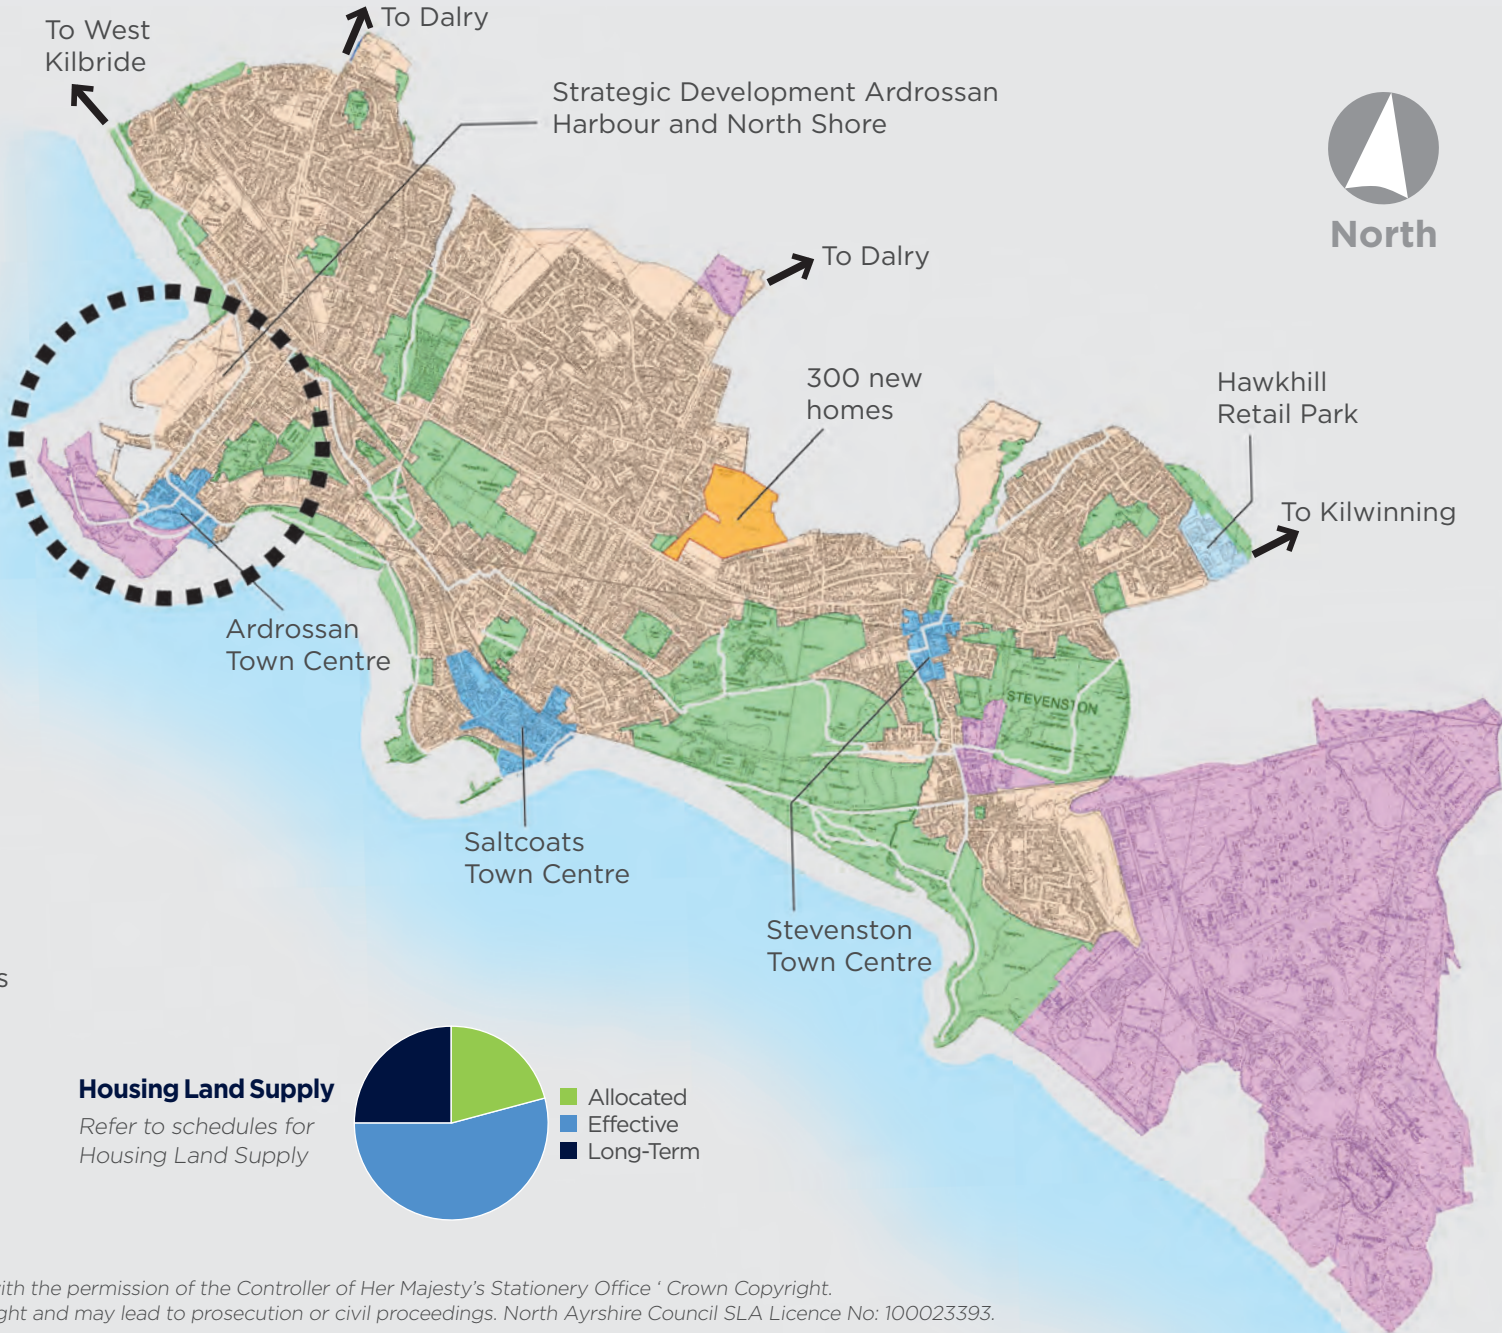 To West
Kilbride
To Dalry
Strategic Development Ardrossan
Harbour and North Shore
North
To Dalry
300 new
homes
Hawkhill
Retail Park
To Kilwinning
Ardrossan
Town Centre
STEVENSTON
Saltcoats
Town Centre
Stevenston
Town Centre
s
Housing Land Supply
Refer to schedules for
Housing Land Supply
Allocated
Effective
Long-Term
with the permission of the Controller of Her Majesty's Stationery Office ‘ Crown Copyright.
ght and may lead to prosecution or civil proceedings. North Ayrshire Council SLA Licence No: 100023393.